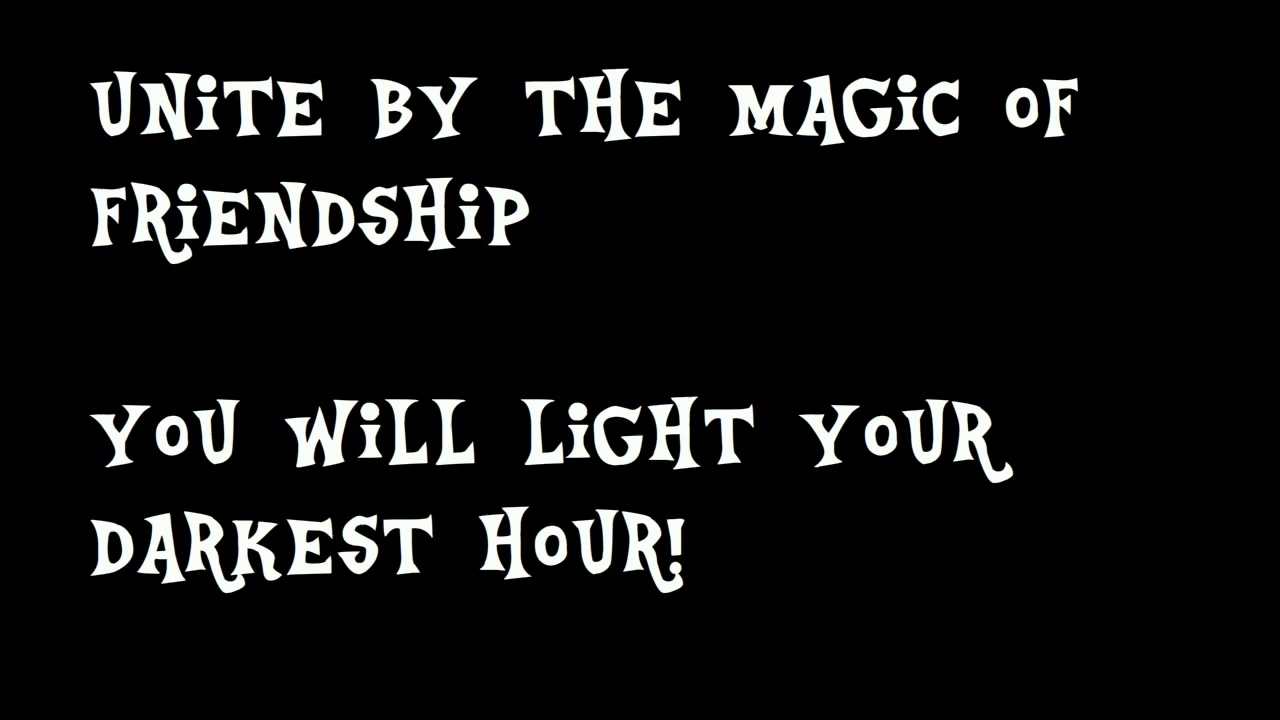 UNiTE BY THE MAGiC OF
FRiENDSHiP
YOU WiLL LiGHT YOUR
DARKEST HOUR!